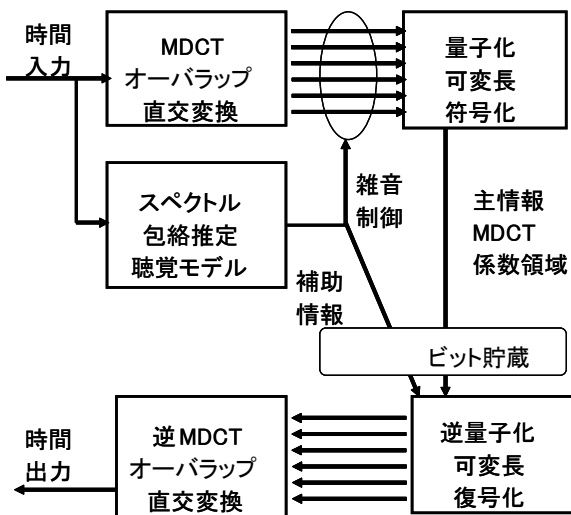 時間
入力
MDCT
オーバラップ
直交変換
量子化
可変長
符号化
スペクトル
包絡推定
聴覚モデル
雑音
制御
主情報
MDCT
係数領域
補助
情報
ビット貯蔵
時間
出力
逆MDCT
オーバラップ
直交変換
逆量子化
可変長
復号化